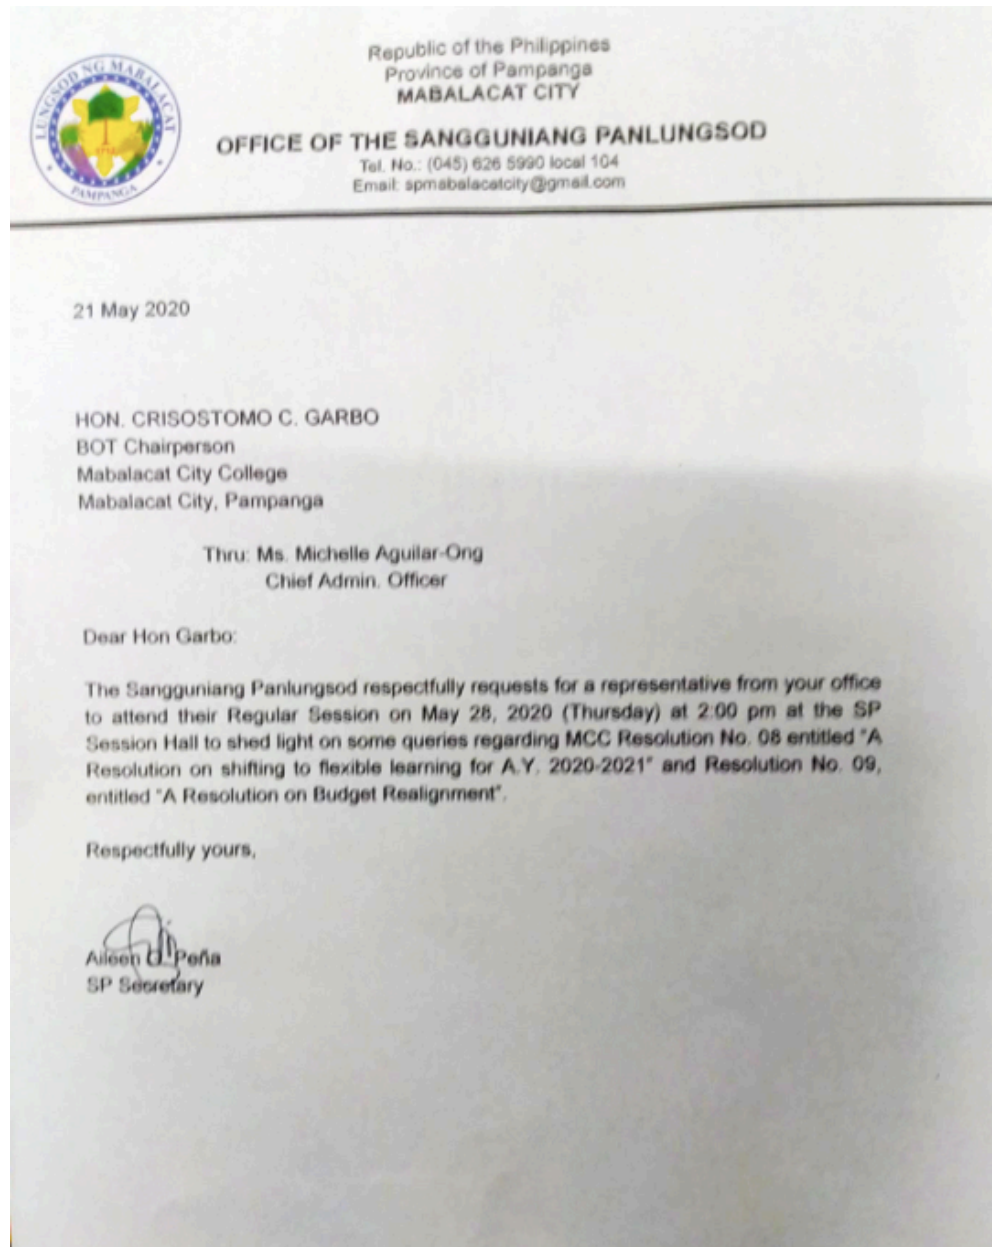 Republic of the Philippines
Province of Pampanga
MABALACAT CITY
OFFICE OF THE SANGGUNIANG PANLUNGSOD
Tel. No.: (045) 626 5990 local 104
Email: spmabalacatcity@gmail.com
LUNGSOD NG MABALACAT
PAMPANGA
21 May 2020
HON. CRISOSTOMO C. GARBO
BOT Chairperson
Mabalacat City College
Mabalacat City, Pampanga
Thru: Ms. Michelle Aguilar-Ong
Chief Admin. Officer
Dear Hon Garbo:
The Sangguniang Panlungsod respectfully requests for a representative from your office
to attend their Regular Session on May 28, 2020 (Thursday) at 2:00 pm at the SP
Session Hall to shed light on some queries regarding MCC Resolution No. 08 entitled "A
Resolution on shifting to flexible learning for A.Y. 2020-2021" and Resolution No. 09,
entitled "A Resolution on Budget Realignment".
Respectfully yours,
Aileen Peña
SP Secretary